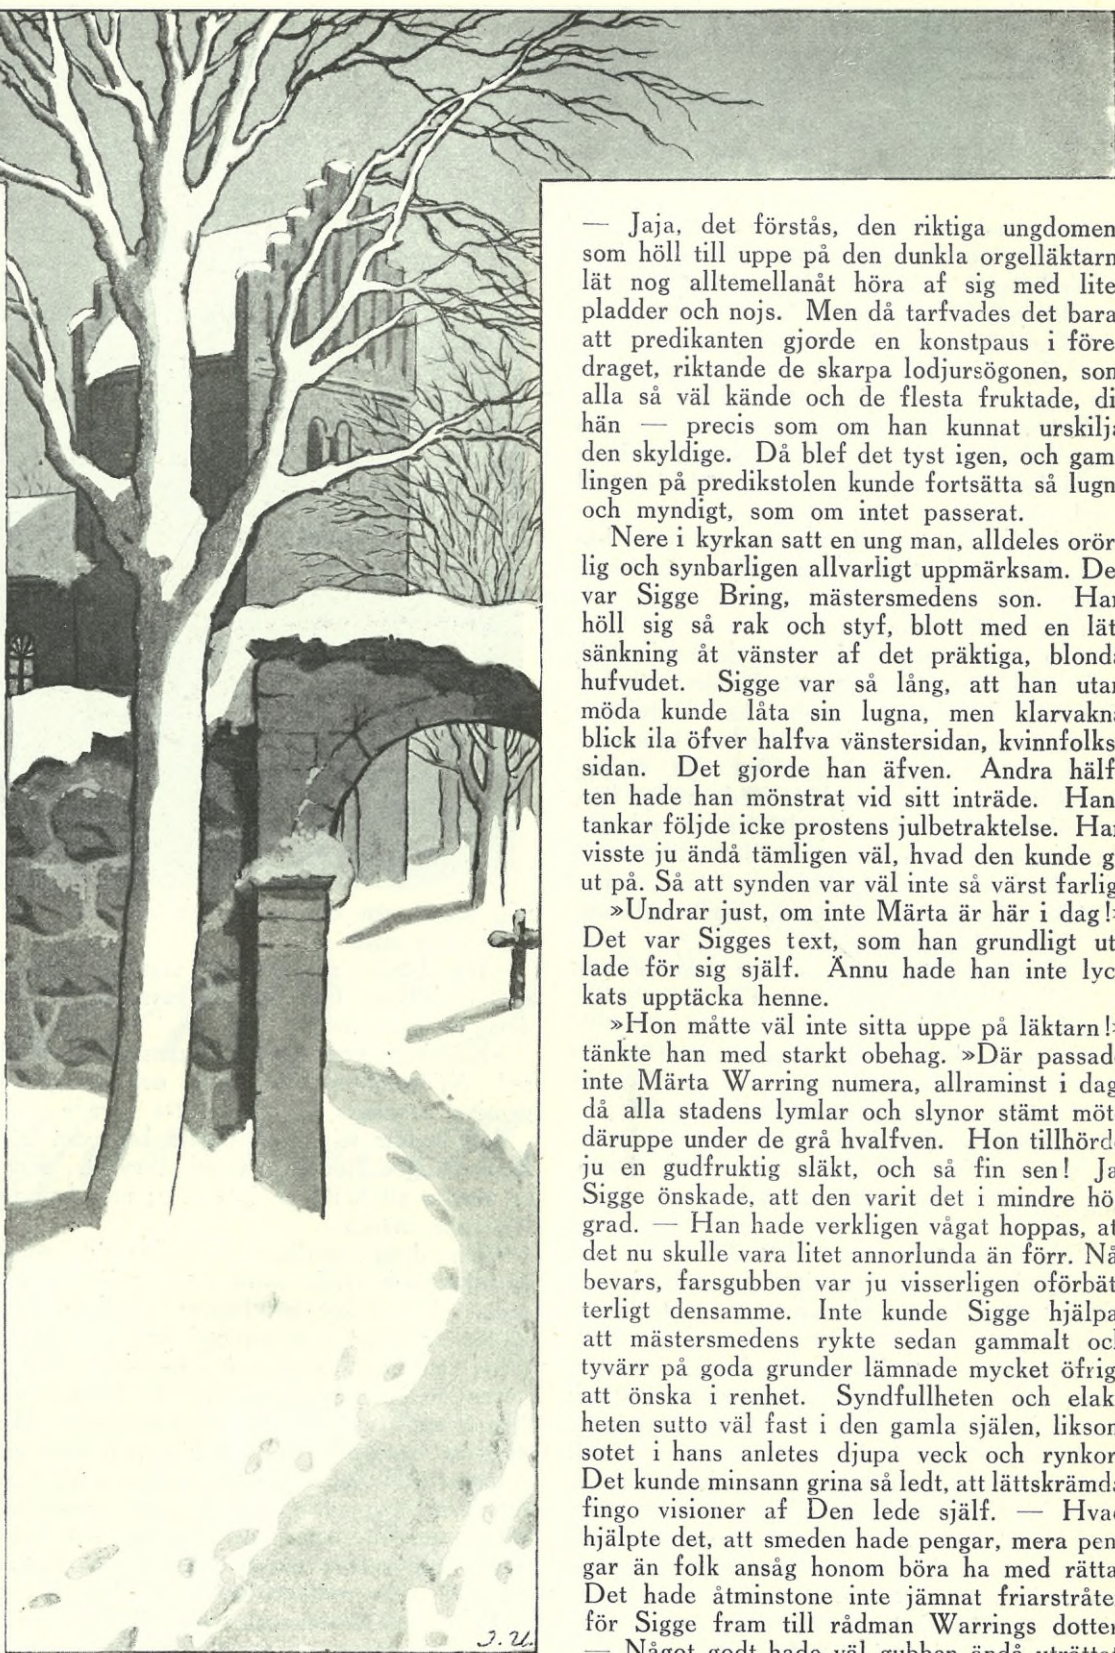 — Jaja, det förstås, den riktiga ungdomen
som höll till uppe på den dunkla orgelläktarn
lät nog alltemellanåt höra af sig med lite
pladder och nojs. Men då tarfvades det bara
att predikanten gjorde en konstpaus i före
draget, riktande de skarpa lodjursögonen, som
alla så väl kände och de flesta fruktade, di
hän — precis som om han kunnat urskilja
den skyldige. Då blef det tyst igen, och gam
lingen på predikstolen kunde fortsätta så lugn
och myndigt, som om intet passerat.
Nere i kyrkan satt en ung man, alldeles orör
lig och synbarligen allvarligt uppmärksam. De
var Sigge Bring, mästersmedens son. Han
höll sig så rak och styf, blott med en lät
sänkning åt vänster af det präktiga, blonda
hufvudet. Sigge var så lång, att han utan
möda kunde låta sin lugna, men klarvakna
blick ila öfver halfva vänstersidan, kvinnfolks
sidan. Det gjorde han äfven. Andra hälf
ten hade han mönstrat vid sitt inträde. Han
tankar följde icke prostens julbetraktelse. Han
visste ju ändå tämligen väl, hvad den kunde g
ut på. Så att synden var väl inte så värst farlig
»Undrar just, om inte Märta är här i dag!»
Det var Sigges text, som han grundligt ut
lade för sig själf. Ännu hade han inte lyc
kats upptäcka henne.
»Hon måtte väl inte sitta uppe på läktarn!»
tänkte han med starkt obehag. »Där passad
inte Märta Warring numera, allraminst i dag
då alla stadens lymlar och slynor stämt möt
däruppe under de grå hvalfven. Hon tillhörd
ju en gudfruktig släkt, och så fin sen! Ja
Sigge önskade, att den varit det i mindre hö
grad. — Han hade verkligen vågat hoppas, at
det nu skulle vara litet annorlunda än förr. Nå
bevars, farsgubben var ju visserligen oförbät
terligt densamme. Inte kunde Sigge hjälpa
att mästersmedens rykte sedan gammalt och
tyvärr på goda grunder lämnade mycket öfrig
att önska i renhet. Syndfullheten och elak
heten sutto väl fast i den gamla själen, likson
sotet i hans anletes djupa veck och rynkor
Det kunde minsann grina så ledt, att lättskrämda
fingo visioner af Den lede själf. — Hvad
hjälpte det, att smeden hade pengar, mera pen
gar än folk ansåg honom böra ha med rätta
Det hade åtminstone inte jämnat friarstråte
för Sigge fram till rådman Warrings dotter
— Något godt hade väl gubben ändå uträttat
J. U.